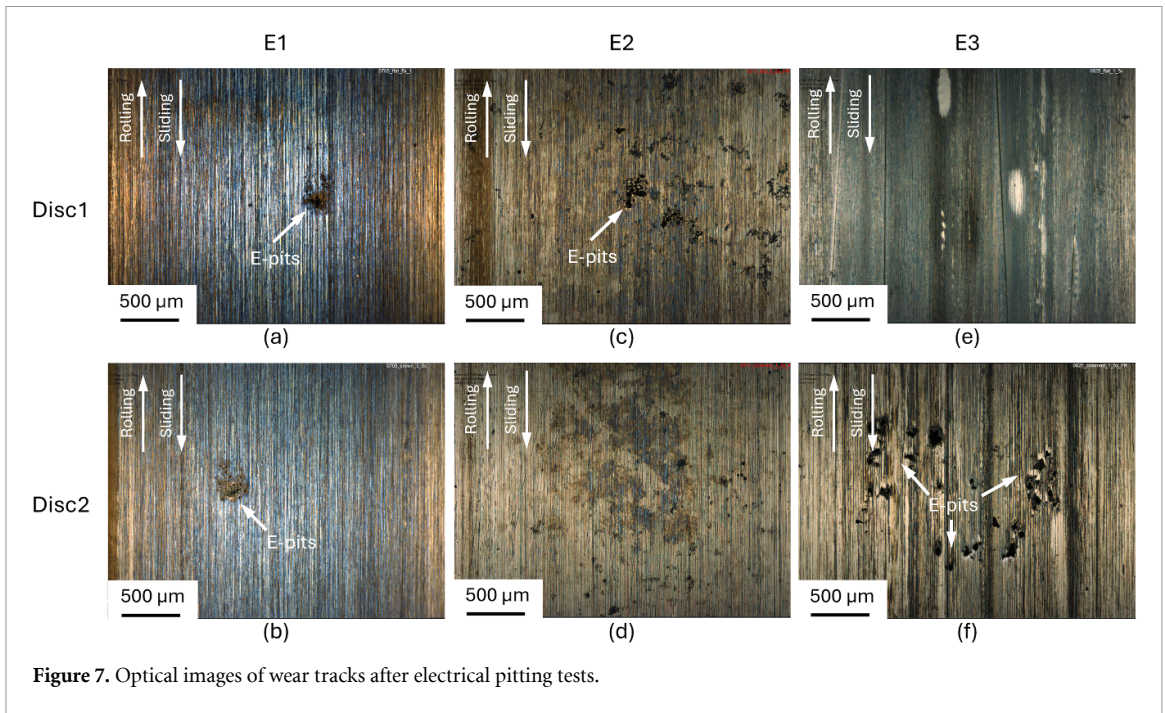 E1 E2 E3
Disc1
Rolling
Sliding
E-pits
500 µm
(a)
Rolling
Sliding
E-pits
500 µm
(c)
Rolling
Sliding
500 µm
(e)
Disc2
Rolling
Sliding
E-pits
500 µm
(b)
Rolling
Sliding
500 µm
(d)
Rolling
Sliding
E-pits
500 µm
(f)
Figure 7. Optical images of wear tracks after electrical pitting tests.